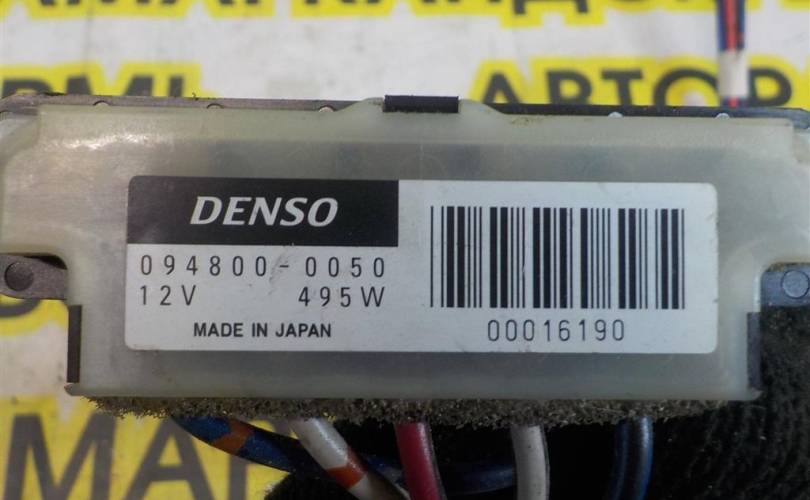 DENSO
094800-0050
12V 495W
MADE IN JAPAN
00016190